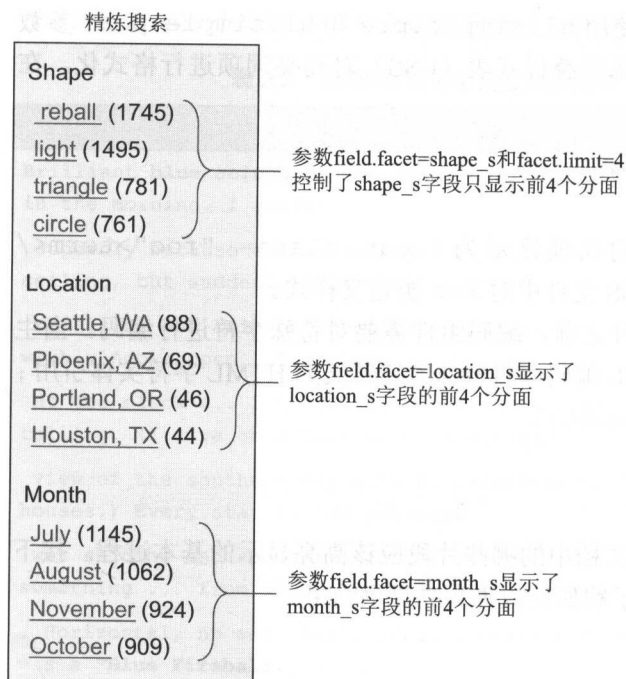 精炼搜索
Shape
reball (1745)
light (1495)
triangle (781)
circle (761)
参数field.facet=shape_s和facet.limit=4
控制了shape_s字段只显示前4个分面
Location
Seattle, WA (88)
Phoenix, AZ (69)
Portland, OR (46)
Houston, TX (44)
参数field.facet=location_s显示了
location_s字段的前4个分面
Month
July (1145)
August (1062)
November (924)
October (909)
参数field.facet=month_s显示了
month_s字段的前4个分面